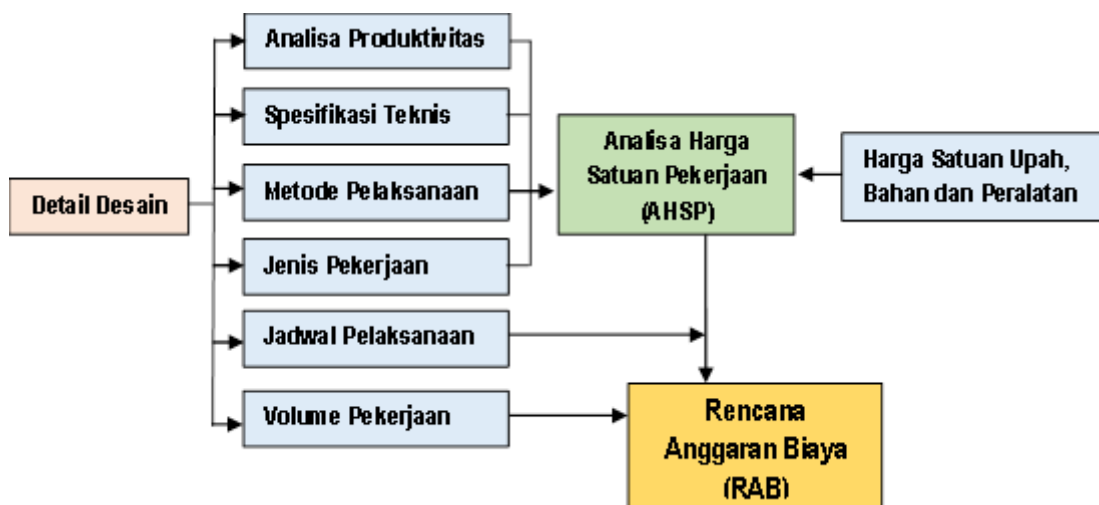 Analisa Produktivitas
Spesifikasi Teknis
Metode Pelaksanaan
Jenis Pekerjaan
Jadwal Pelaksanaan
Volume Pekerjaan
Detail Desain
Analisa Harga
Satuan Pekerjaan
(AHSP)
Harga Satuan Upah,
Bahan dan Peralatan
Rencana
Anggaran Biaya
(RAB)